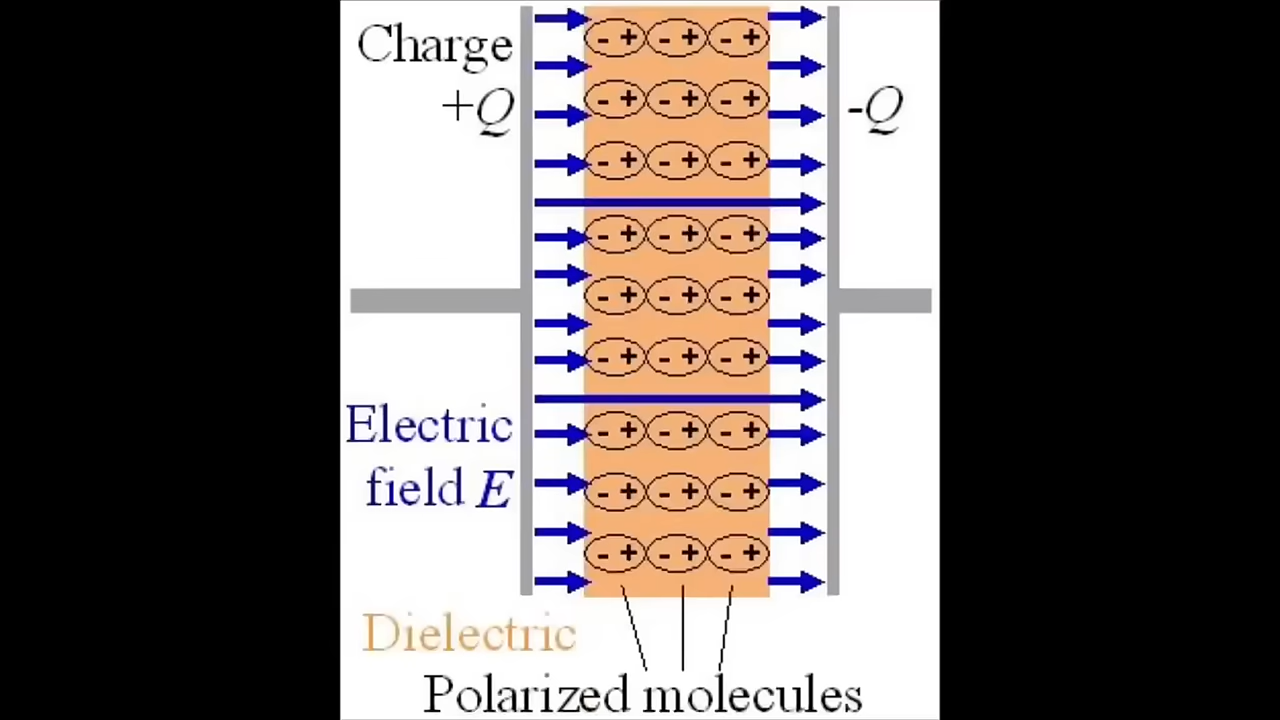 Charge
+Q
-Q
- + - + - +
- + - + - +
- + - + - +
- + - + - +
- + - + - +
- + - + - +
- + - + - +
- + - + - +
- + - + - +
Electric
field E
Dielectric
Polarized molecules